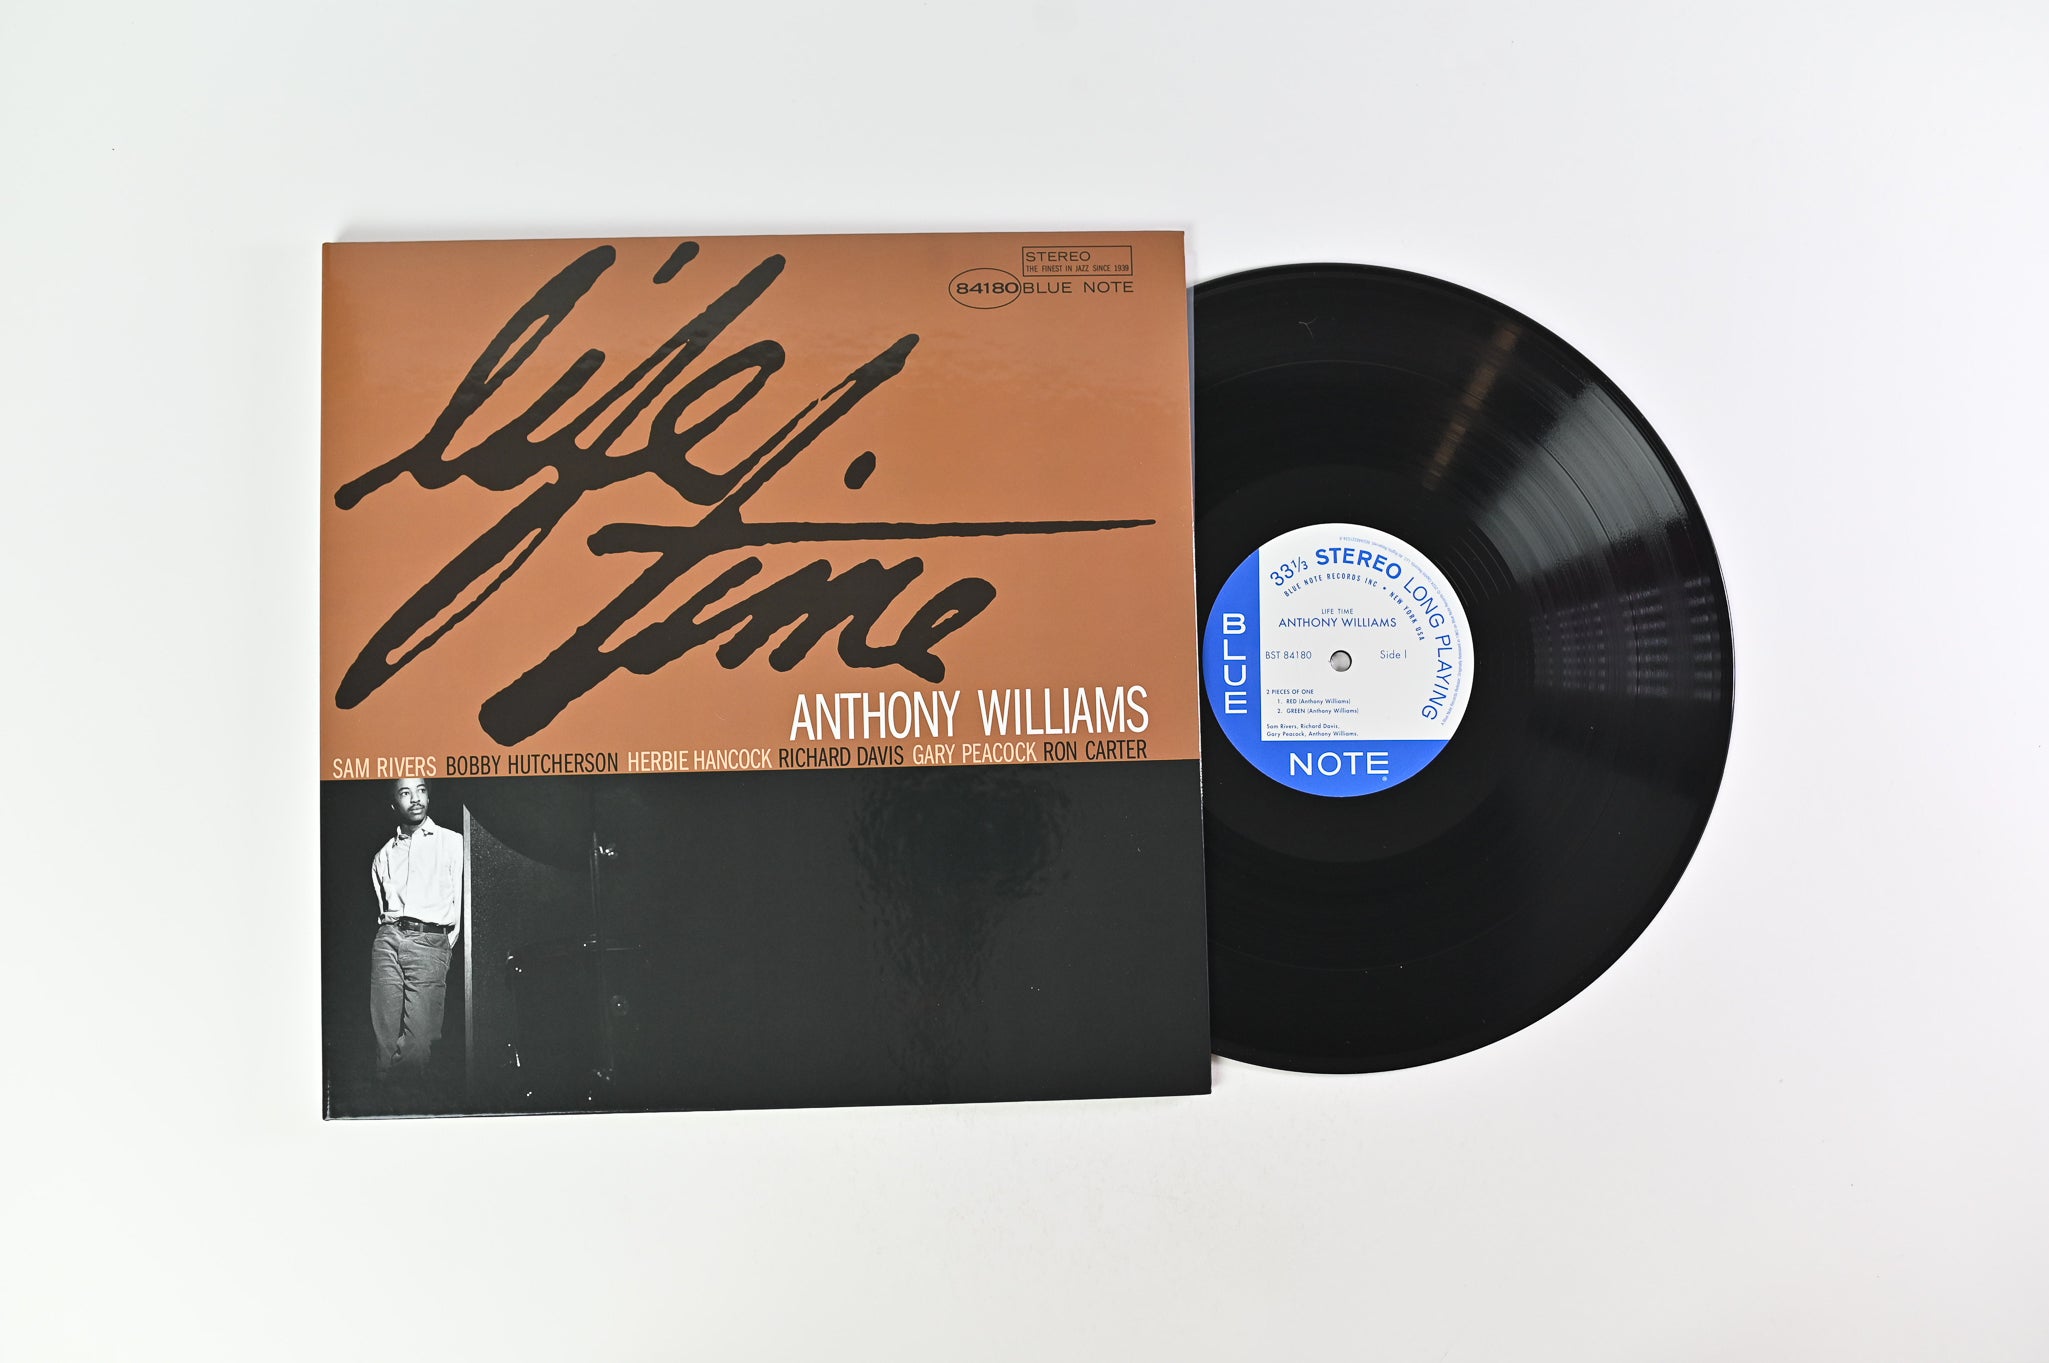 life
Time
STEREO
THE FINEST IN JAZZ SINCE 1939
84180 BLUE NOTE
ANTHONY WILLIAMS
SAM RIVERS BOBBY HUTCHERSON HERBIE HANCOCK RICHARD DAVIS GARY PEACOCK RON CARTER
33⅓ STEREO LONG PLAYING
BLUE NOTE RECORDS INC • NEW YORK USA
LIFE TIME
ANTHONY WILLIAMS
BST 84180 Side 1
2 PIECES OF ONE
1. RED (Anthony Williams)
2. GREEN (Anthony Williams)
Sam Rivers, Richard Davis,
Gary Peacock, Anthony Williams.
BLUE
NOTE